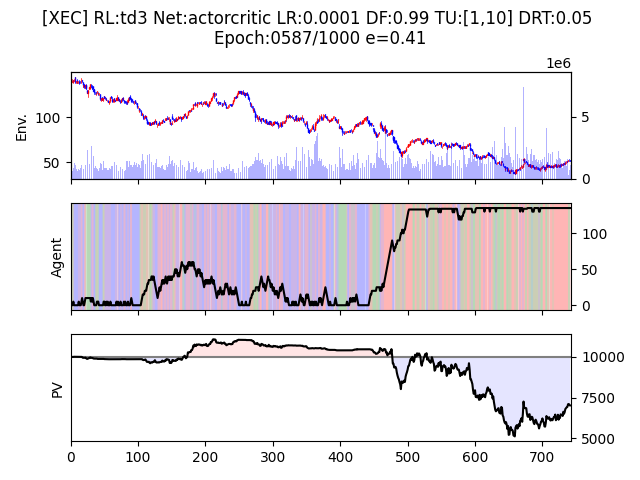 [XEC] RL:td3 Net:actorcritic LR:0.0001 DF:0.99 TU:[1,10] DRT:0.05
Epoch:0587/1000 e=0.41
1e6
Env.
100
50
5
0
Agent
100
50
0
PV
10000
7500
5000
0 100 200 300 400 500 600 700